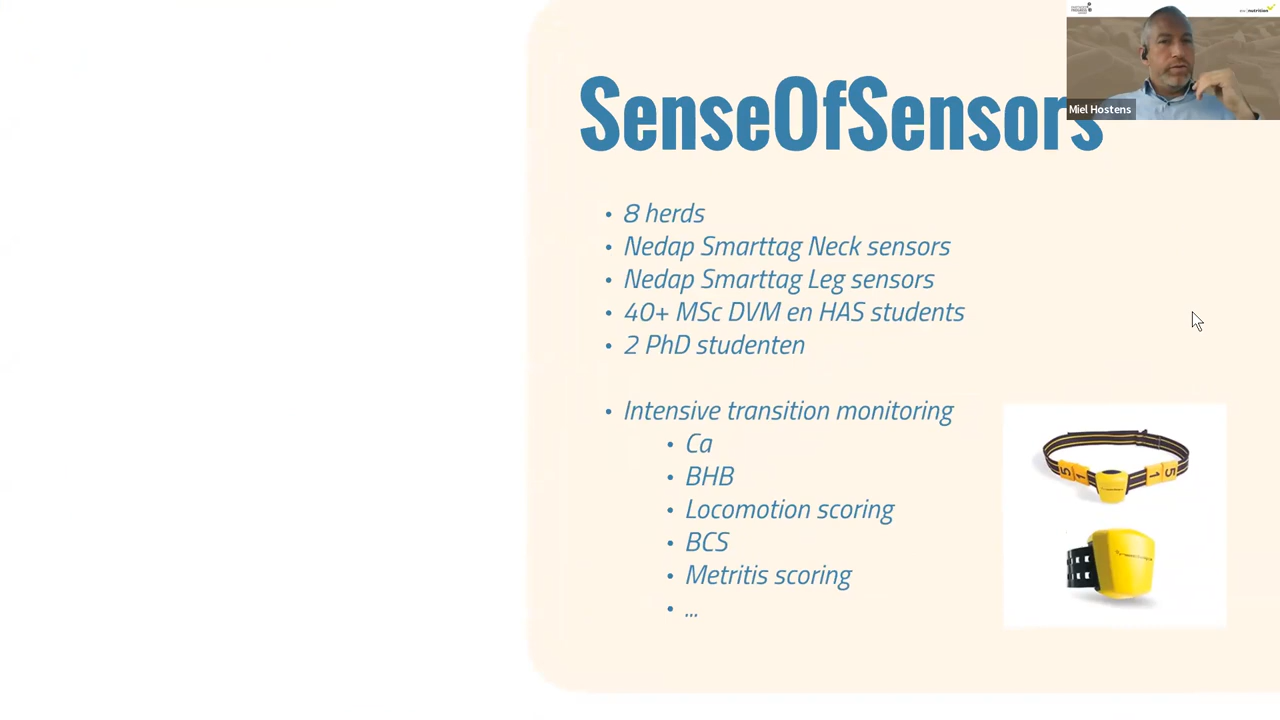 SenseOfSensors
Miel Hostens
• 8 herds
• Nedap Smarttag Neck sensors
• Nedap Smarttag Leg sensors
• 40+ MSc DVM en HAS students
• 2 PhD studenten
• Intensive transition monitoring
• Ca
• BHB
• Locomotion scoring
• BCS
• Metritis scoring
• ...